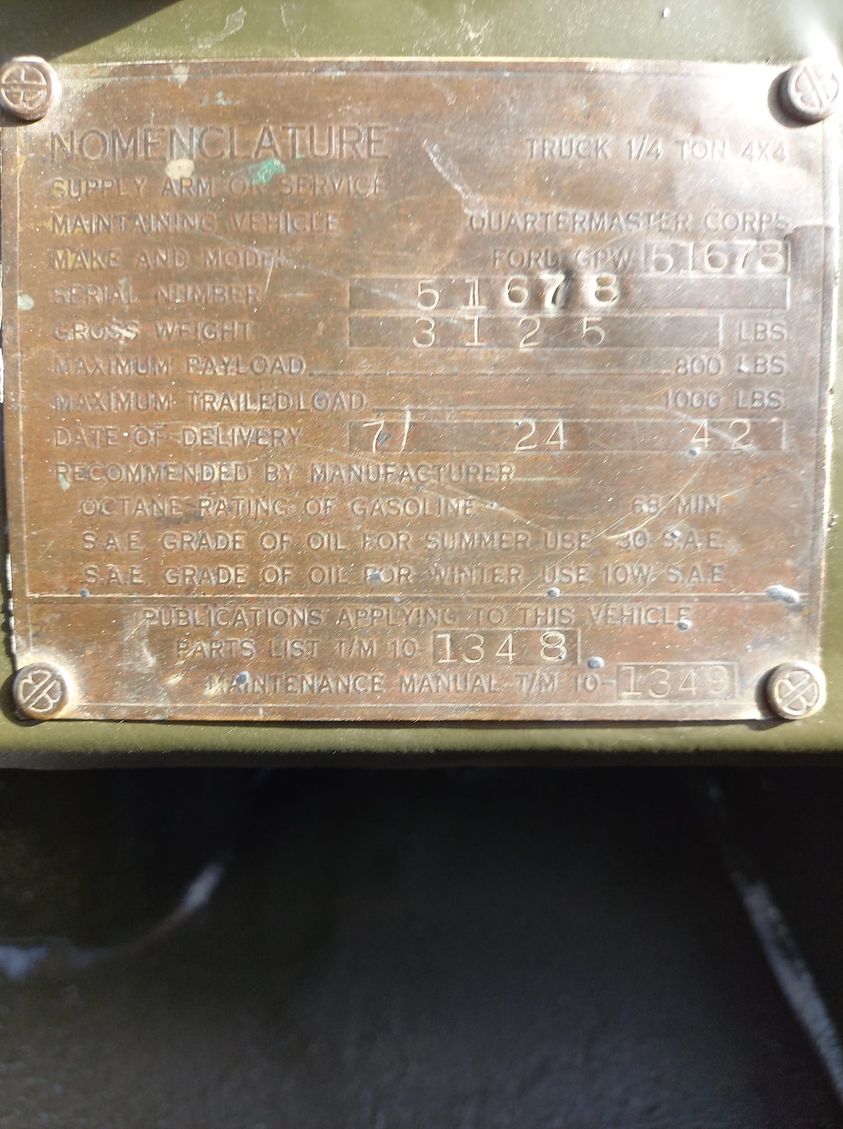 NOMENCLATURE TRUCK 1/4 TON 4X4
SUPPLY ARM OR SERVICE
MAINTAINING VEHICLE QUARTERMASTER CORPS
MAKE AND MODEL FORD GPW 51678
SERIAL NUMBER 51678
GROSS WEIGHT 3125 LBS
MAXIMUM PAYLOAD 800 LBS
MAXIMUM TRAILED LOAD 1000 LBS
DATE OF DELIVERY 7/ 24 42
RECOMMENDED BY MANUFACTURER
OCTANE RATING OF GASOLINE 68 MIN.
S.A.E. GRADE OF OIL FOR SUMMER USE 30 S.A.E.
S.A.E. GRADE OF OIL FOR WINTER USE 10W S.A.E.
PUBLICATIONS APPLYING TO THIS VEHICLE
PARTS LIST T/M 10-1348
MAINTENANCE MANUAL T/M 10-1349